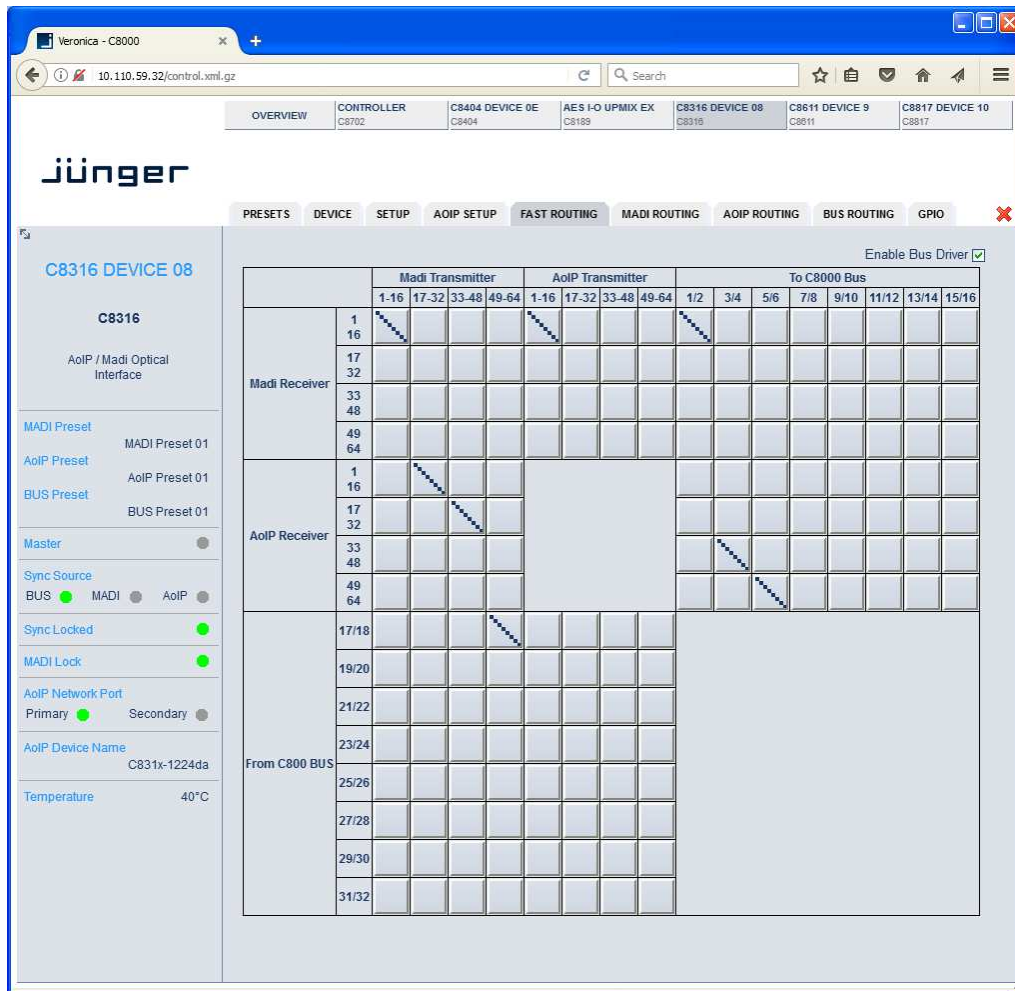 Veronica - C8000
10.110.59.32/control.xml.gz
Search
OVERVIEW
CONTROLLER
C8702
C8404 DEVICE 0E
C8404
AES I-O UPMIX EX
C8189
C8316 DEVICE 08
C8316
C8611 DEVICE 9
C8611
C8817 DEVICE 10
C8817
jünger
PRESETS DEVICE SETUP AOIP SETUP FAST ROUTING MADI ROUTING AOIP ROUTING BUS ROUTING GPIO
C8316 DEVICE 08
C8316
AoIP / Madi Optical
Interface
MADI Preset
MADI Preset 01
AoIP Preset
AoIP Preset 01
BUS Preset
BUS Preset 01
Master
Sync Source
BUS MADI AoIP
Sync Locked
MADI Lock
AoIP Network Port
Primary Secondary
AoIP Device Name
C831x-1224da
Temperature 40°C
Enable Bus Driver
Madi Transmitter AoIP Transmitter To C8000 Bus
1-16 17-32 33-48 49-64 1-16 17-32 33-48 49-64 1/2 3/4 5/6 7/8 9/10 11/12 13/14 15/16
Madi Receiver
1
16
17
32
33
48
49
64
AoIP Receiver
1
16
17
32
33
48
49
64
From C800 BUS
17/18
19/20
21/22
23/24
25/26
27/28
29/30
31/32